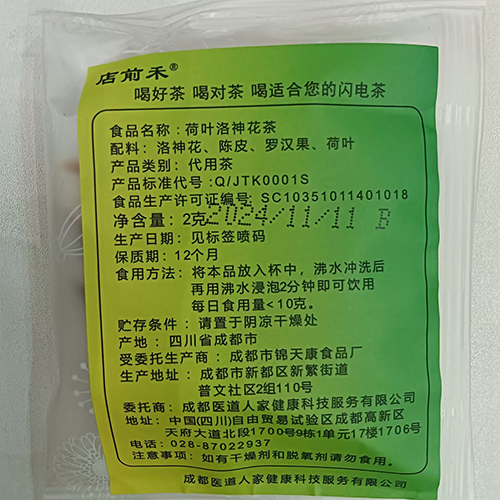 店前禾®
喝好茶 喝对茶 喝适合您的闪电茶
食品名称:荷叶洛神花茶
配料:洛神花、陈皮、罗汉果、荷叶
产品类别:代用茶
产品标准代号:Q/JTK0001S
食品生产许可证编号:SC10351011401018
净含量:2克 2024/11/11 B
生产日期:见标签喷码
保质期:12个月
食用方法:将本品放入杯中,沸水冲洗后
再用沸水浸泡2分钟即可饮用
每日食用量<10克。
贮存条件:请置于阴凉干燥处
产地:四川省成都市
受委托生产商:成都市锦天康食品厂
生产地址:成都市新都区新繁街道
普文社区2组110号
委托商:成都医道人家健康科技服务有限公司
地址:中国(四川)自由贸易试验区成都高新区
天府大道北段1700号9栋1单元17楼1706号
电话:028-87022937
注意事项:如有干燥剂和脱氧剂请勿食用。
成都医道人家健康科技服务有限公司